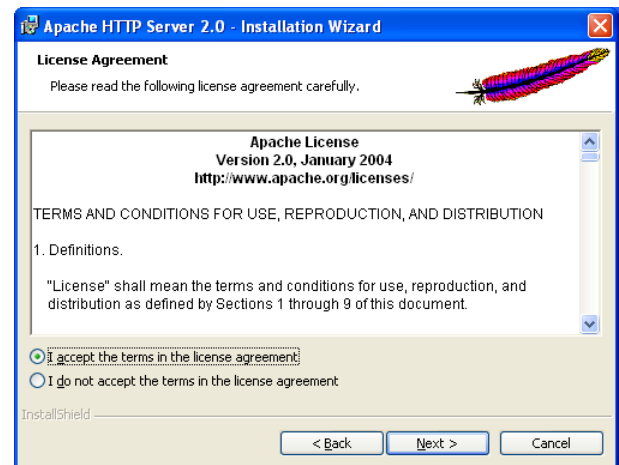 Apache HTTP Server 2.0 - Installation Wizard
License Agreement
Please read the following license agreement carefully.
Apache License
Version 2.0, January 2004
http://www.apache.org/licenses/
TERMS AND CONDITIONS FOR USE, REPRODUCTION, AND DISTRIBUTION
1. Definitions.
"License" shall mean the terms and conditions for use, reproduction, and
distribution as defined by Sections 1 through 9 of this document.
I accept the terms in the license agreement
I do not accept the terms in the license agreement
InstallShield
< Back Next > Cancel